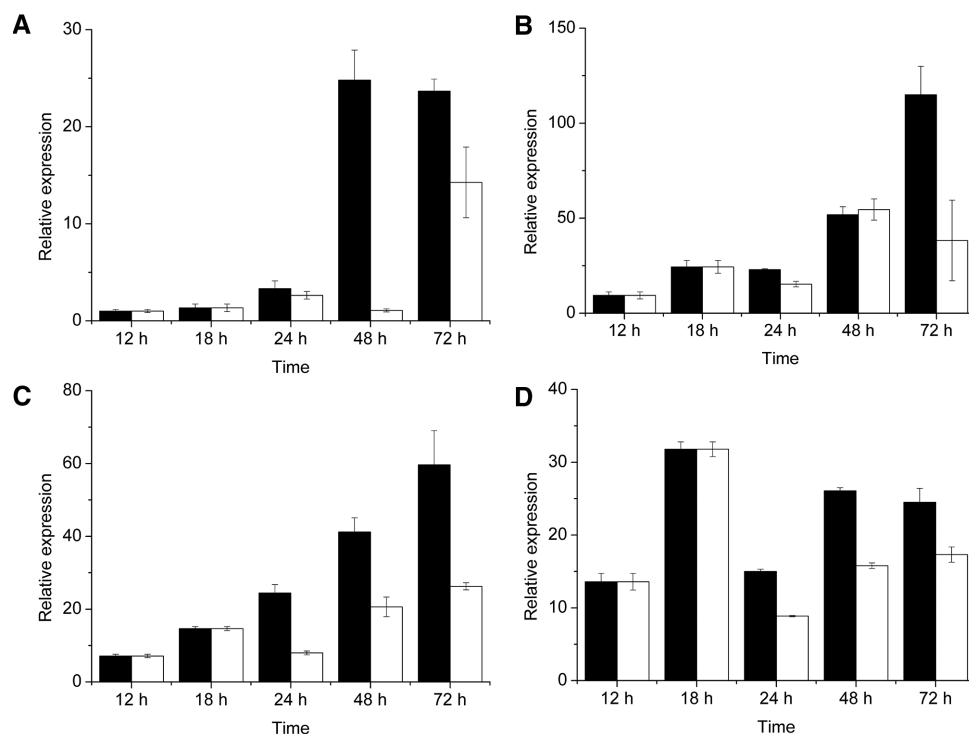 A
30
20
10
0
Relative expression
12 h 18 h 24 h 48 h 72 h
Time
B
150
100
50
0
Relative expression
12 h 18 h 24 h 48 h 72 h
Time
C
80
60
40
20
0
Relative expression
12 h 18 h 24 h 48 h 72 h
Time
D
40
30
20
10
0
Relative expression
12 h 18 h 24 h 48 h 72 h
Time